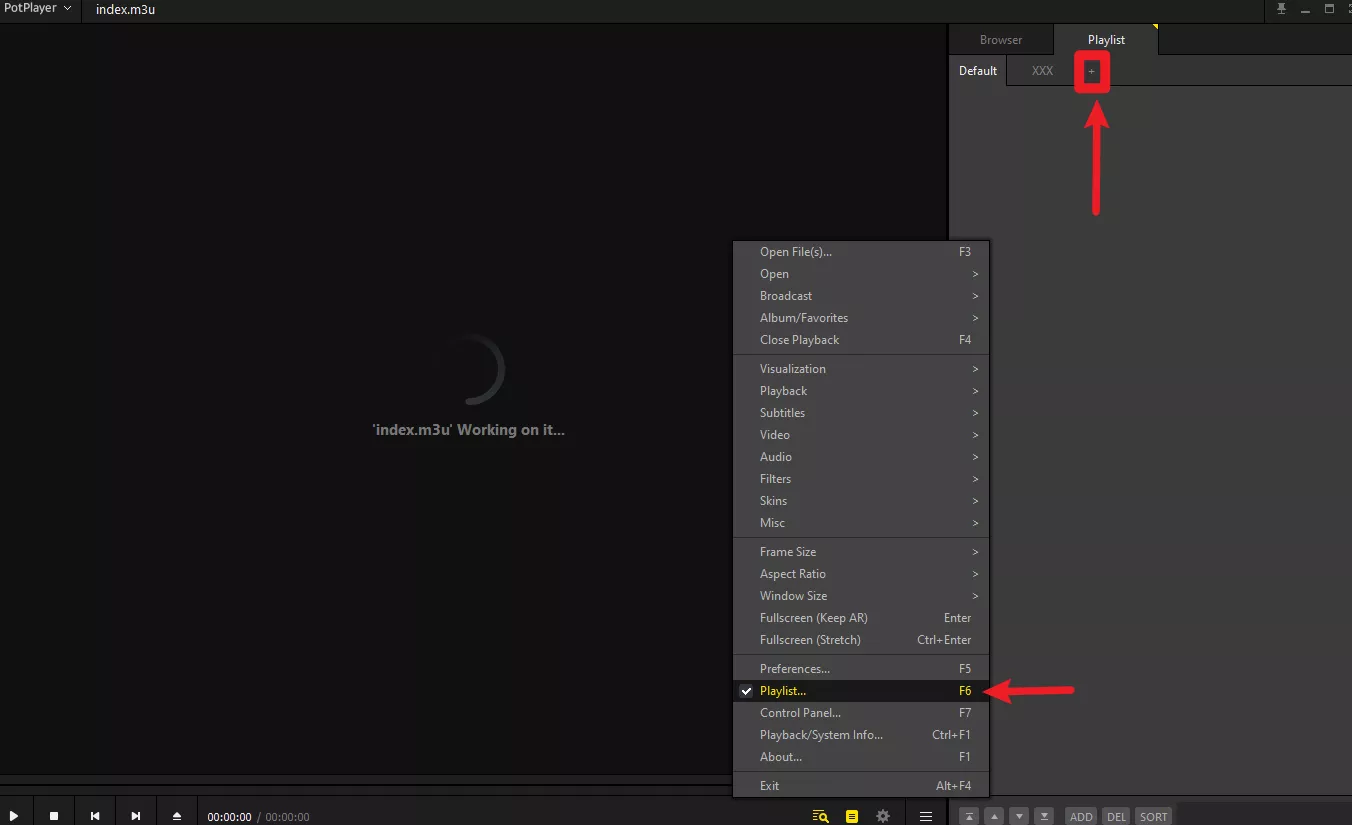 PotPlayer
index.m3u
Browser
Playlist
Default
XXX
+
'index.m3u' Working on it...
Open File(s)... F3
Open >
Broadcast >
Album/Favorites >
Close Playback F4
Visualization >
Playback >
Subtitles >
Video >
Audio >
Filters >
Skins >
Misc >
Frame Size >
Aspect Ratio >
Window Size >
Fullscreen (Keep AR) Enter
Fullscreen (Stretch) Ctrl+Enter
Preferences... F5
Playlist... F6
Control Panel... F7
Playback/System Info... Ctrl+F1
About... F1
Exit Alt+F4
00:00:00 / 00:00:00
ADD DEL SORT